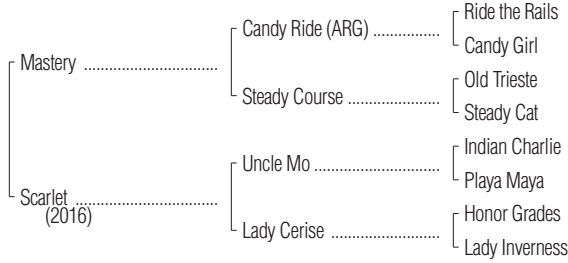 Ride the Rails
Candy Ride (ARG) ..................
Candy Girl
Mastery ..................................
Old Trieste
Steady Course ........................
Steady Cat
Indian Charlie
Uncle Mo ................................
Playa Maya
Scarlet ....................................
(2016)
Honor Grades
Lady Cerise ............................
Lady Inverness